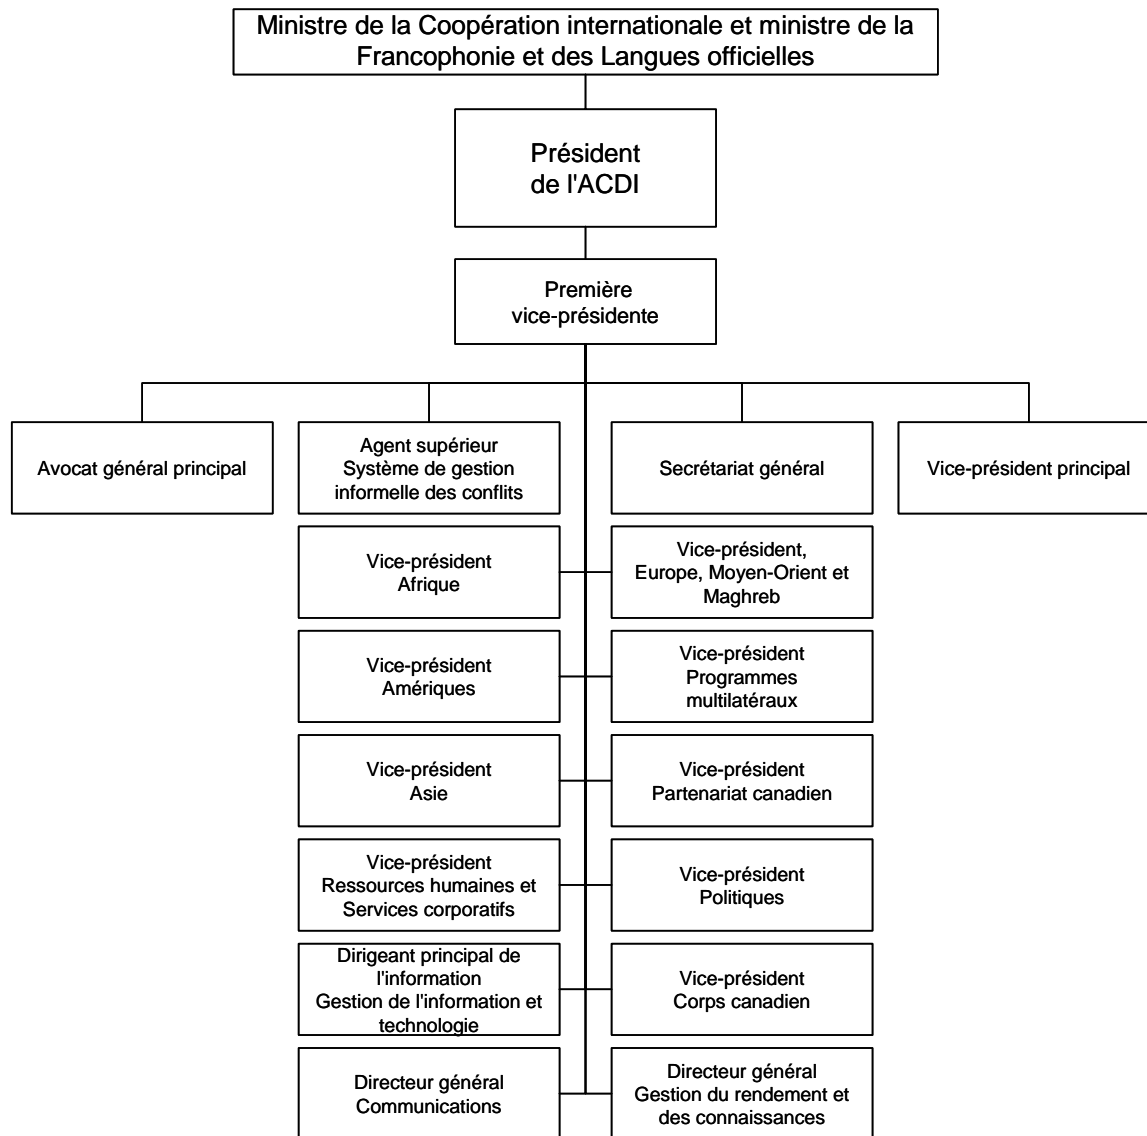 Ministre de la Coopération internationale et ministre de la
Francophonie et des Langues officielles
Président
de l'ACDI
Première
vice-présidente
Avocat général principal
Agent supérieur
Système de gestion
informelle des conflits
Secrétariat général
Vice-président principal
Vice-président
Afrique
Vice-président,
Europe, Moyen-Orient et
Maghreb
Vice-président
Amériques
Vice-président
Programmes
multilatéraux
Vice-président
Asie
Vice-président
Partenariat canadien
Vice-président
Ressources humaines et
Services corporatifs
Vice-président
Politiques
Dirigeant principal de
l'information
Gestion de l'information et
technologie
Vice-président
Corps canadien
Directeur général
Communications
Directeur général
Gestion du rendement et
des connaissances